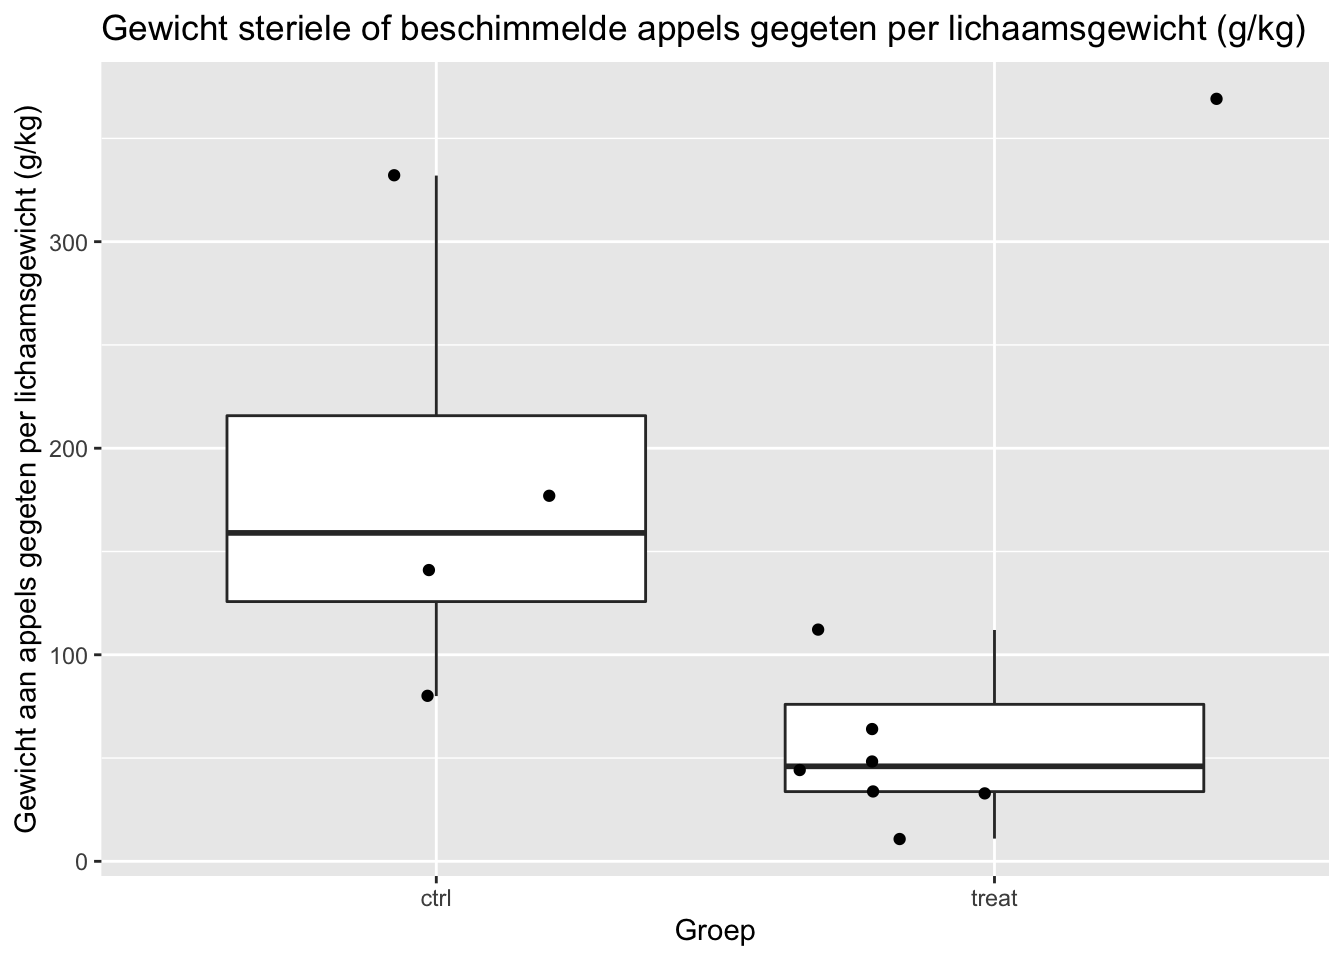 Gewicht steriele of beschimmelde appels gegeten per lichaamsgewicht (g/kg)
Gewicht aan appels gegeten per lichaamsgewicht (g/kg)
300
200
100
0
ctrl
treat
Groep